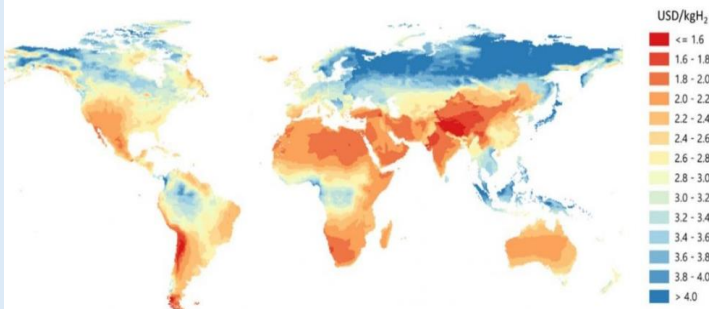 USD/kgH₂
<= 1.6
1.6 - 1.8
1.8 - 2.0
2.0 - 2.2
2.2 - 2.4
2.4 - 2.6
2.6 - 2.8
2.8 - 3.0
3.0 - 3.2
3.2 - 3.4
3.4 - 3.6
3.6 - 3.8
3.8 - 4.0
> 4.0